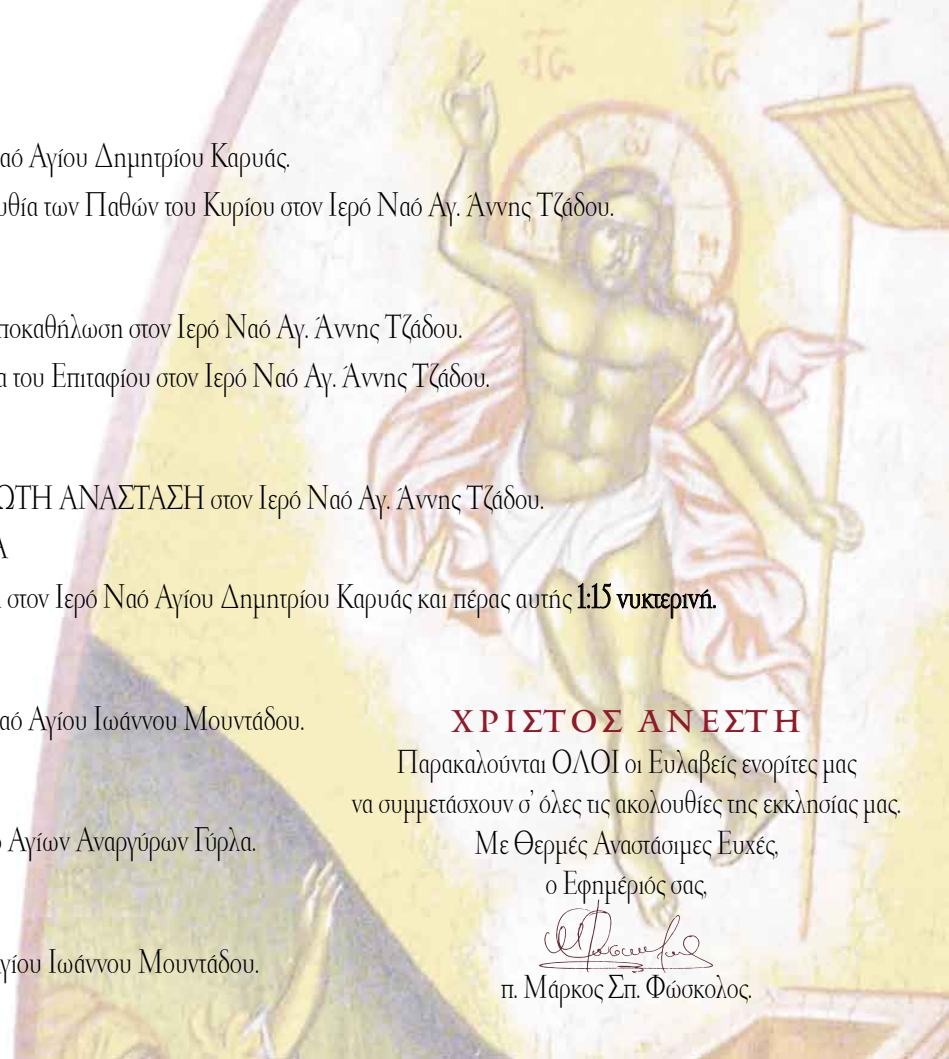 αό Αγίου Δημητρίου Καρυάς.
υθία των Παθών του Κυρίου στον Ιερό Ναό Αγ. Άννης Τζάδου.
ποκαθήλωση στον Ιερό Ναό Αγ. Άννης Τζάδου.
α του Επιταφίου στον Ιερό Ναό Αγ. Άννης Τζάδου.
ΩΤΗ ΑΝΑΣΤΑΣΗ στον Ιερό Ναό Αγ. Άννης Τζάδου.
Α
στον Ιερό Ναό Αγίου Δημητρίου Καρυάς και πέρας αυτής 1:15 νυκτερινή.
αό Αγίου Ιωάννου Μουντάδου.
Αγίων Αναργύρων Γύρλα.
γίου Ιωάννου Μουντάδου.
ΧΡΙΣΤΟΣ ΑΝΕΣΤΗ
Παρακαλούνται ΟΛΟΙ οι Ευλαβείς ενορίτες μας
να συμμετάσχουν σ' όλες τις ακολουθίες της εκκλησίας μας.
Με Θερμές Αναστάσιμες Ευχές,
ο Εφημέριός σας,
π. Μάρκος Σπ. Φώσκολος.